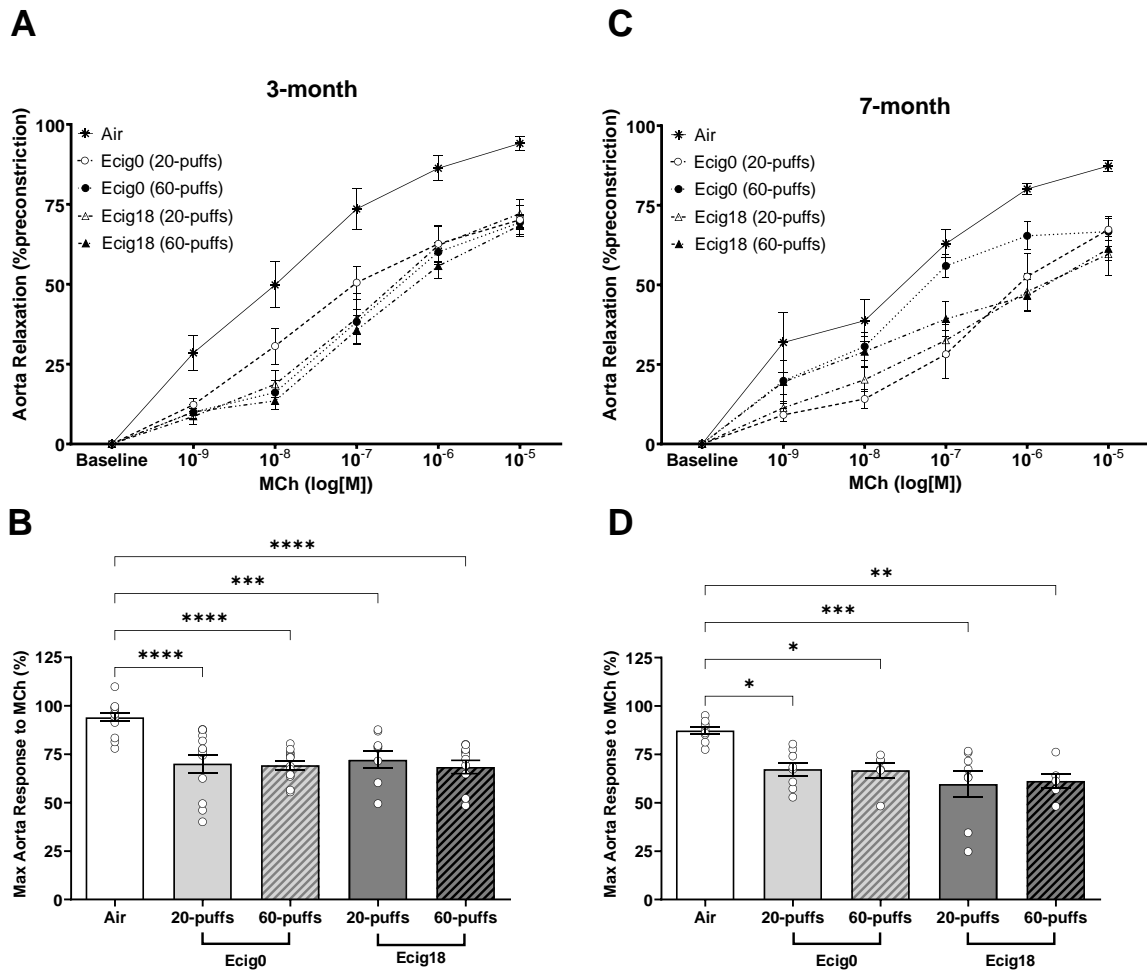 A
3-month
Aorta Relaxation (%preconstriction)
100
75
50
25
0
Air
Ecig0 (20-puffs)
Ecig0 (60-puffs)
Ecig18 (20-puffs)
Ecig18 (60-puffs)
Baseline 10⁻⁹ 10⁻⁸ 10⁻⁷ 10⁻⁶ 10⁻⁵
MCh (log[M])
C
7-month
Aorta Relaxation (%preconstriction)
100
75
50
25
0
Air
Ecig0 (20-puffs)
Ecig0 (60-puffs)
Ecig18 (20-puffs)
Ecig18 (60-puffs)
Baseline 10⁻⁹ 10⁻⁸ 10⁻⁷ 10⁻⁶ 10⁻⁵
MCh (log[M])
B
****
***
****
****
Max Aorta Response to MCh (%)
125
100
75
50
25
0
Air 20-puffs 60-puffs 20-puffs 60-puffs
Ecig0 Ecig18
D
**
***
*
*
Max Aorta Response to MCh (%)
125
100
75
50
25
0
Air 20-puffs 60-puffs 20-puffs 60-puffs
Ecig0 Ecig18